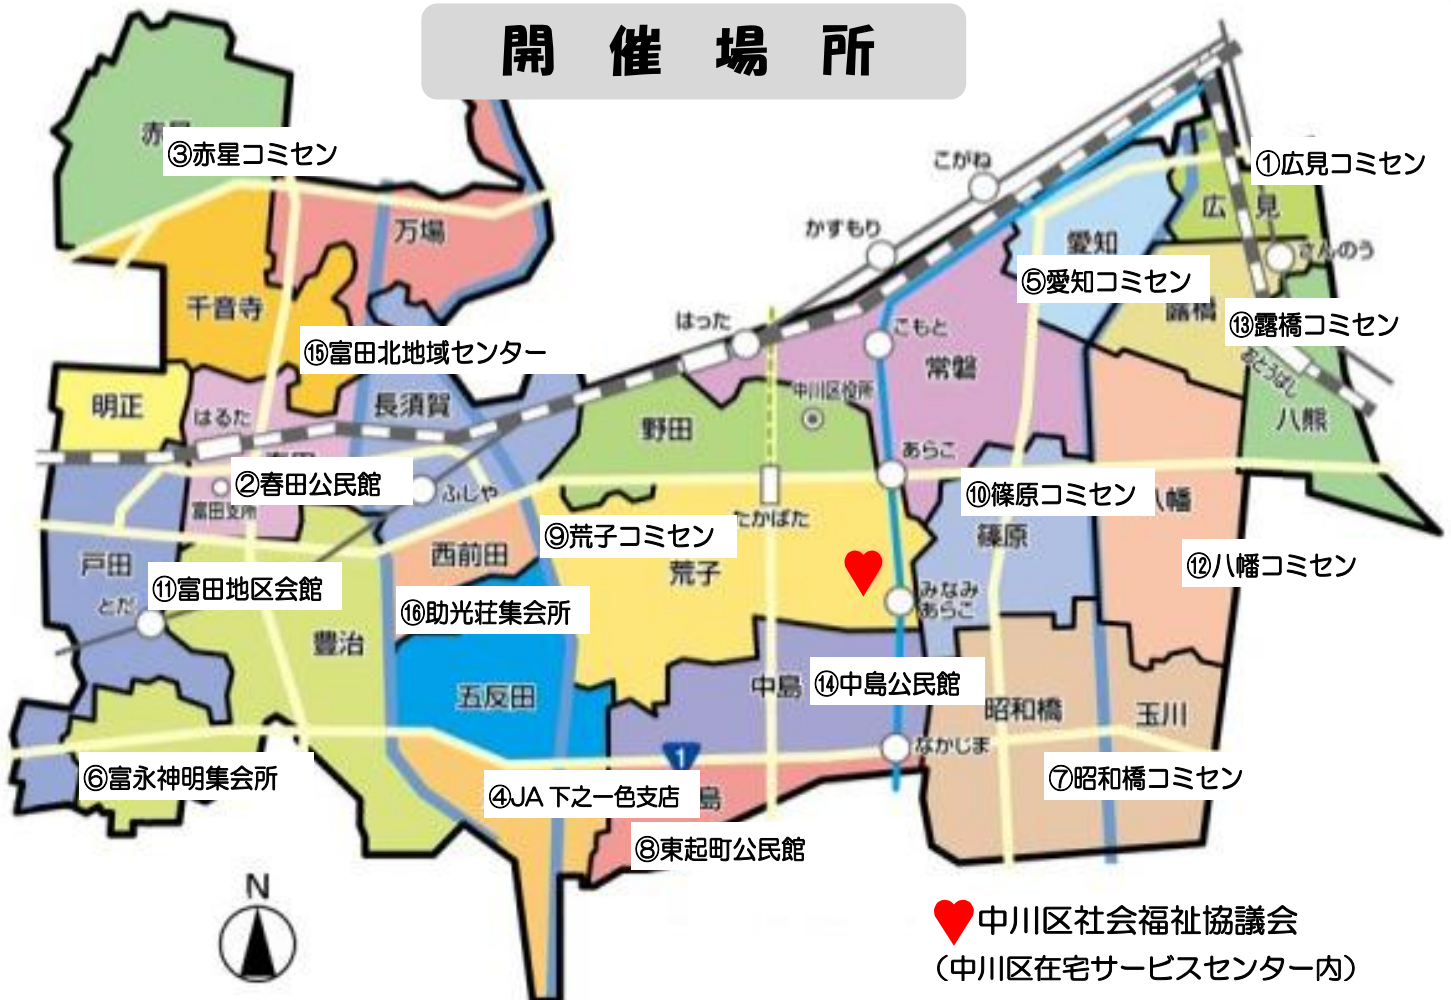 開催場所
③赤星コミセン
①広見コミセン
こがね
広見
万場
かすもり
愛知
さんのう
⑤愛知コミセン
千音寺
露橋
はった
こもと
⑬露橋コミセン
⑮富田北地域センター
常磐
中川区役所
明正
長須賀
はるた
野田
八熊
あらこ
②春田公民館
ふしや
⑩篠原コミセン
富田支所
たかばた
八幡
⑨荒子コミセン
篠原
西前田
戸田
荒子
⑫八幡コミセン
⑪富田地区会館
とだ
みなみ
あらこ
⑯助光荘集会所
豊治
中島
⑭中島公民館
五反田
昭和橋
玉川
なかじま
1
⑥富永神明集会所
⑦昭和橋コミセン
④JA 下之一色支店
島
⑧東起町公民館
N
中川区社会福祉協議会
（中川区在宅サービスセンター内）